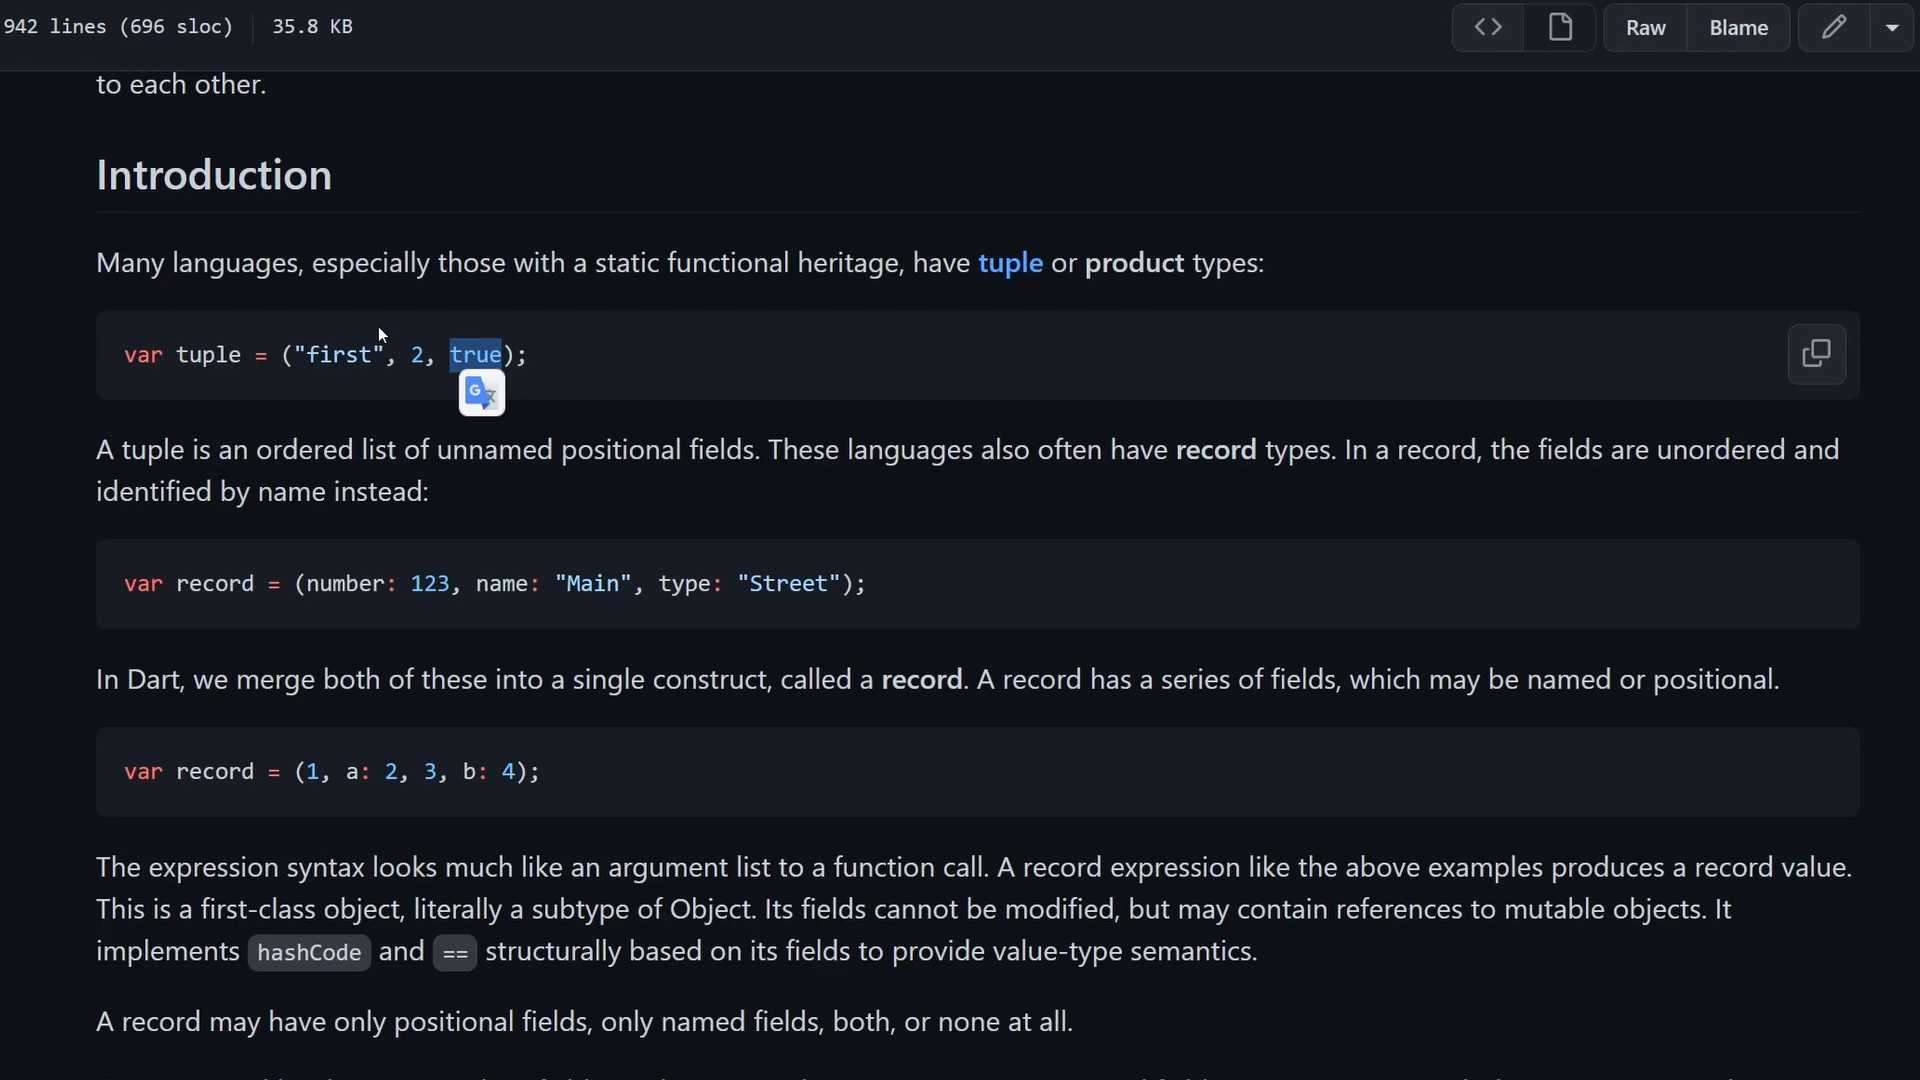 942 lines (696 sloc) 35.8 KB
Raw Blame
to each other.
Introduction
Many languages, especially those with a static functional heritage, have tuple or product types:
var tuple = ("first", 2, true);
A tuple is an ordered list of unnamed positional fields. These languages also often have record types. In a record, the fields are unordered and
identified by name instead:
var record = (number: 123, name: "Main", type: "Street");
In Dart, we merge both of these into a single construct, called a record. A record has a series of fields, which may be named or positional.
var record = (1, a: 2, 3, b: 4);
The expression syntax looks much like an argument list to a function call. A record expression like the above examples produces a record value.
This is a first-class object, literally a subtype of Object. Its fields cannot be modified, but may contain references to mutable objects. It
implements hashCode and == structurally based on its fields to provide value-type semantics.
A record may have only positional fields, only named fields, both, or none at all.